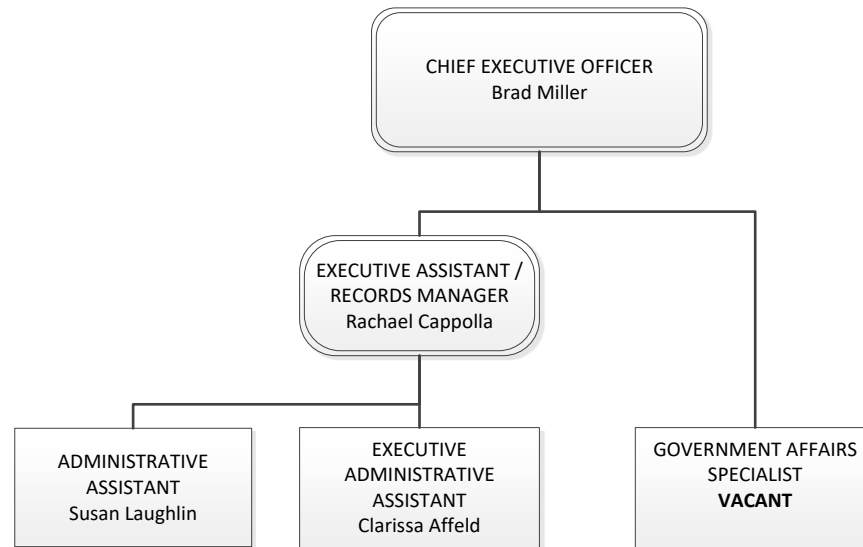 CHIEF EXECUTIVE OFFICER
Brad Miller
EXECUTIVE ASSISTANT /
RECORDS MANAGER
Rachael Cappolla
ADMINISTRATIVE
ASSISTANT
Susan Laughlin
EXECUTIVE
ADMINISTRATIVE
ASSISTANT
Clarissa Affeld
GOVERNMENT AFFAIRS
SPECIALIST
VACANT